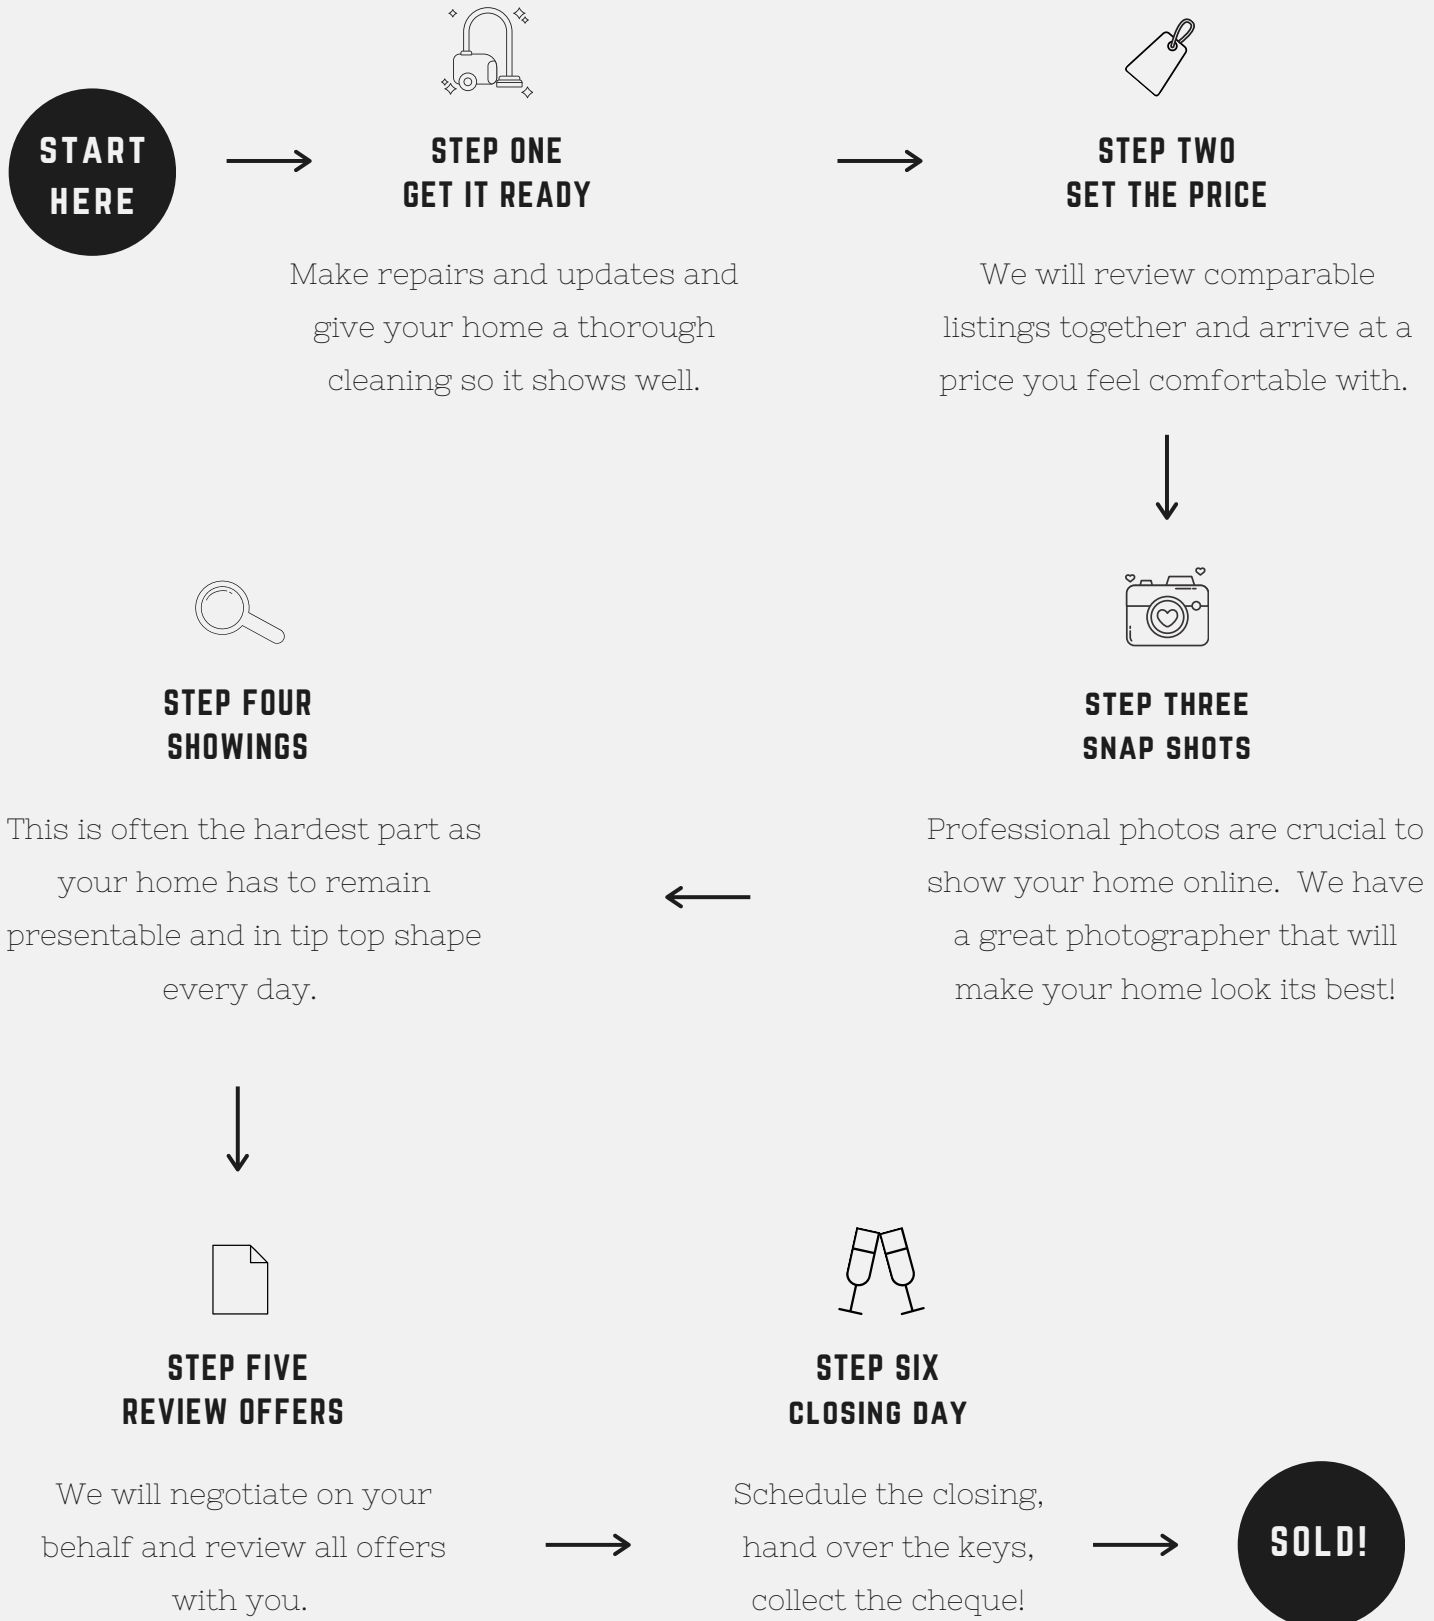 START
HERE
STEP ONE
GET IT READY
Make repairs and updates and
give your home a thorough
cleaning so it shows well.
STEP TWO
SET THE PRICE
We will review comparable
listings together and arrive at a
price you feel comfortable with.
STEP THREE
SNAP SHOTS
Professional photos are crucial to
show your home online.  We have
a great photographer that will
make your home look its best!
STEP FOUR
SHOWINGS
This is often the hardest part as
your home has to remain
presentable and in tip top shape
every day.
STEP FIVE
REVIEW OFFERS
We will negotiate on your
behalf and review all offers
with you.
STEP SIX
CLOSING DAY
Schedule the closing,
hand over the keys,
collect the cheque!
SOLD!